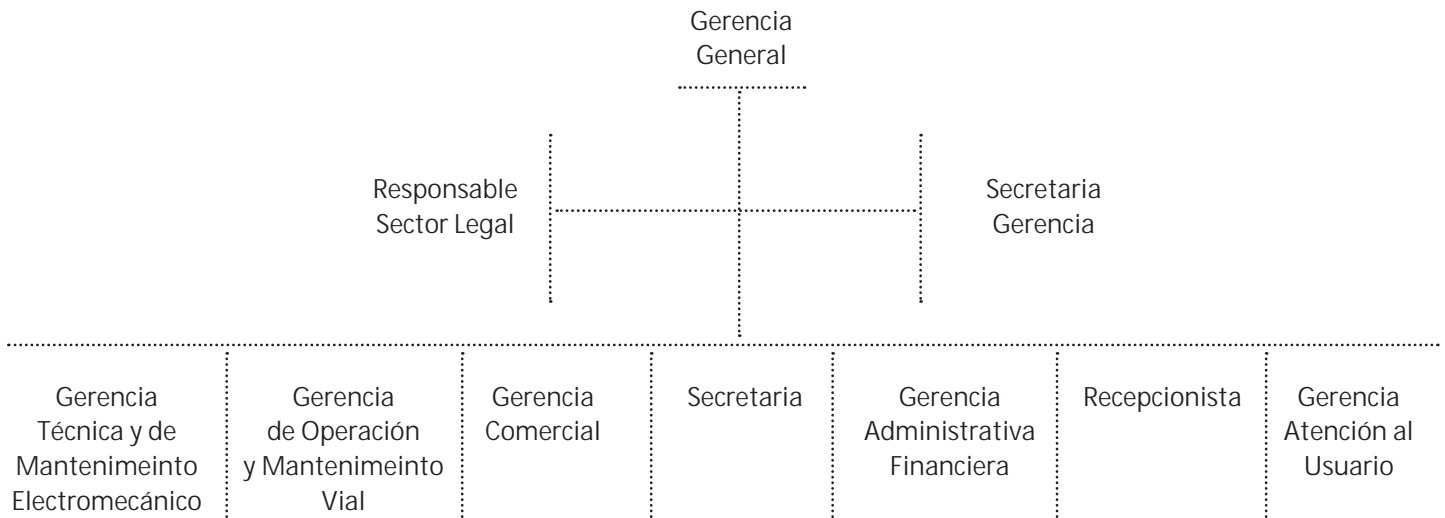 Gerencia
General
Responsable
Sector Legal
Secretaria
Gerencia
Gerencia
Técnica y de
Mantenimeinto
Electromecánico
Gerencia
de Operación
y Mantenimeinto
Vial
Gerencia
Comercial
Secretaria
Gerencia
Administrativa
Financiera
Recepcionista
Gerencia
Atención al
Usuario